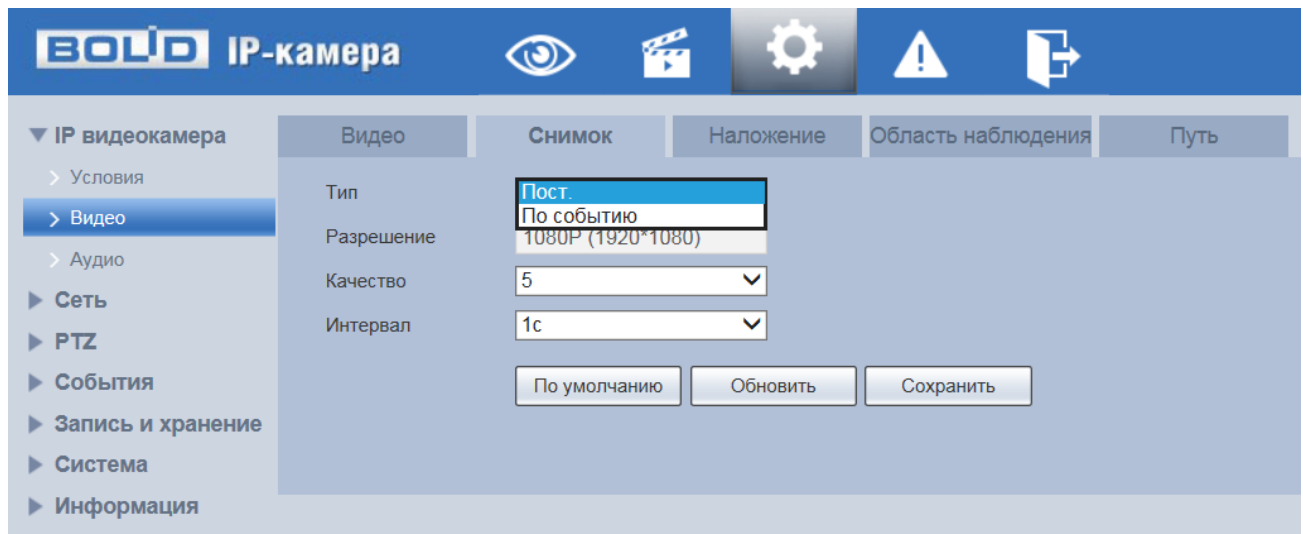 BOLID IP-камера
IP видеокамера
Условия
Видео
Аудио
Сеть
PTZ
События
Запись и хранение
Система
Информация
Видео
Снимок
Наложение
Область наблюдения
Путь
Тип
Пост.
По событию
Разрешение
1080P (1920*1080)
Качество
5
Интервал
1с
По умолчанию
Обновить
Сохранить